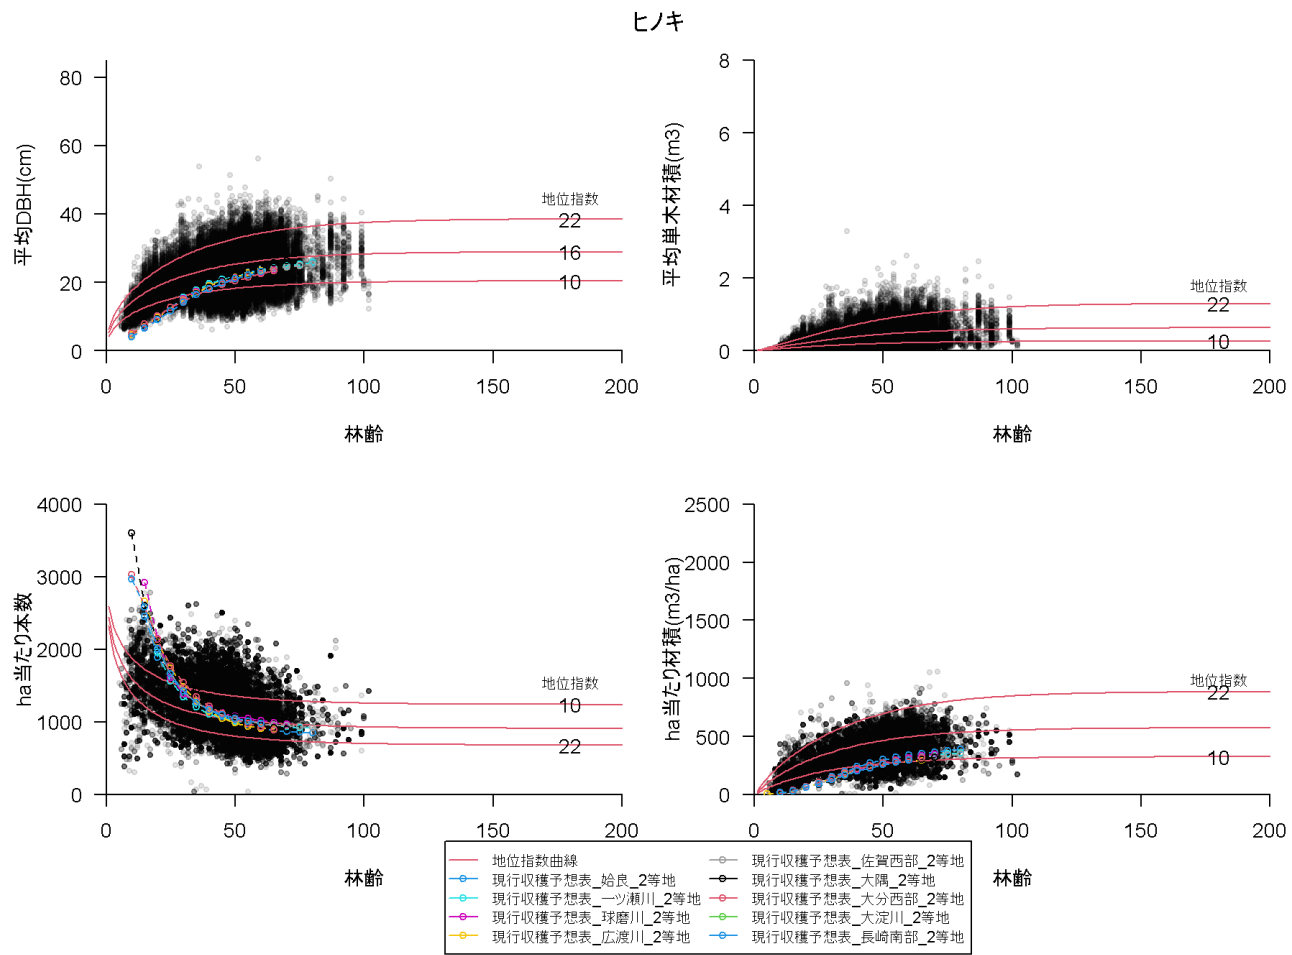 ヒノキ
平均DBH(cm)
80
60
40
20
0
地位指数
22
16
10
0 50 100 150 200
林齢
平均単木材積(m3)
8
6
4
2
0
地位指数
22
10
0 50 100 150 200
林齢
ha当たり本数
4000
3000
2000
1000
0
地位指数
10
22
0 50 100 150 200
林齢
ha当たり材積(m3/ha)
2500
2000
1500
1000
500
0
地位指数
22
10
0 50 100 150 200
林齢
地位指数曲線
現行収穫予想表_姶良_2等地
現行収穫予想表_一ツ瀬川_2等地
現行収穫予想表_球磨川_2等地
現行収穫予想表_広渡川_2等地
現行収穫予想表_佐賀西部_2等地
現行収穫予想表_大隅_2等地
現行収穫予想表_大分西部_2等地
現行収穫予想表_大淀川_2等地
現行収穫予想表_長崎南部_2等地